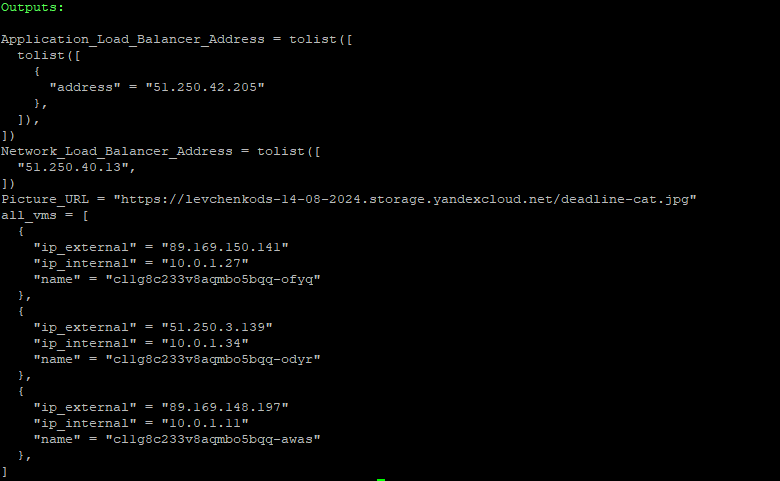 Outputs:
Application_Load_Balancer_Address = tolist([
  tolist([
    {
      "address" = "51.250.42.205"
    },
  ]),
])
Network_Load_Balancer_Address = tolist([
  "51.250.40.13",
])
Picture_URL = "https://levchenkods-14-08-2024.storage.yandexcloud.net/deadline-cat.jpg"
all_vms = [
  {
    "ip_external" = "89.169.150.141"
    "ip_internal" = "10.0.1.27"
    "name" = "cl1g8c233v8aqmbo5bqq-ofyq"
  },
  {
    "ip_external" = "51.250.3.139"
    "ip_internal" = "10.0.1.34"
    "name" = "cl1g8c233v8aqmbo5bqq-odyr"
  },
  {
    "ip_external" = "89.169.148.197"
    "ip_internal" = "10.0.1.11"
    "name" = "cl1g8c233v8aqmbo5bqq-awas"
  },
]